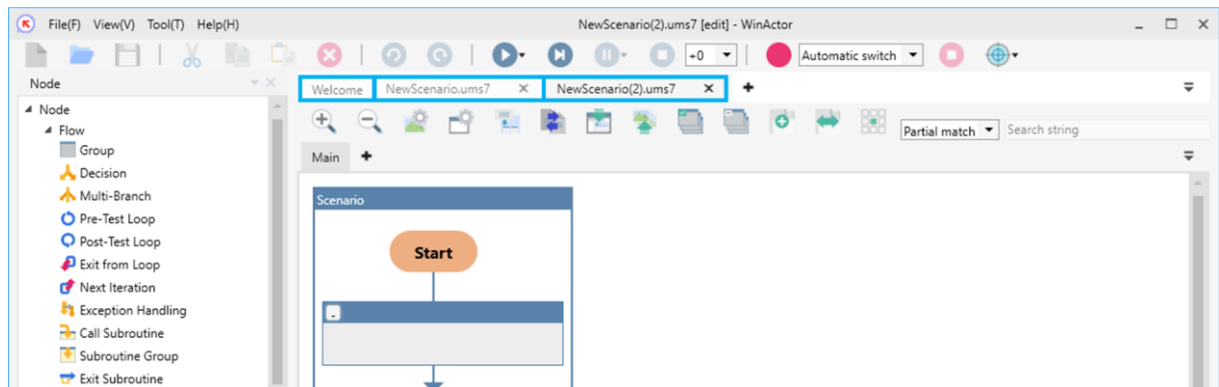 File(F) View(V) Tool(T) Help(H) NewScenario(2).ums7 [edit] - WinActor
+0 Automatic switch
Node
Welcome NewScenario.ums7 NewScenario(2).ums7
Partial match Search string
Main
Node
Flow
Group
Decision
Multi-Branch
Pre-Test Loop
Post-Test Loop
Exit from Loop
Next Iteration
Exception Handling
Call Subroutine
Subroutine Group
Exit Subroutine
Scenario
Start